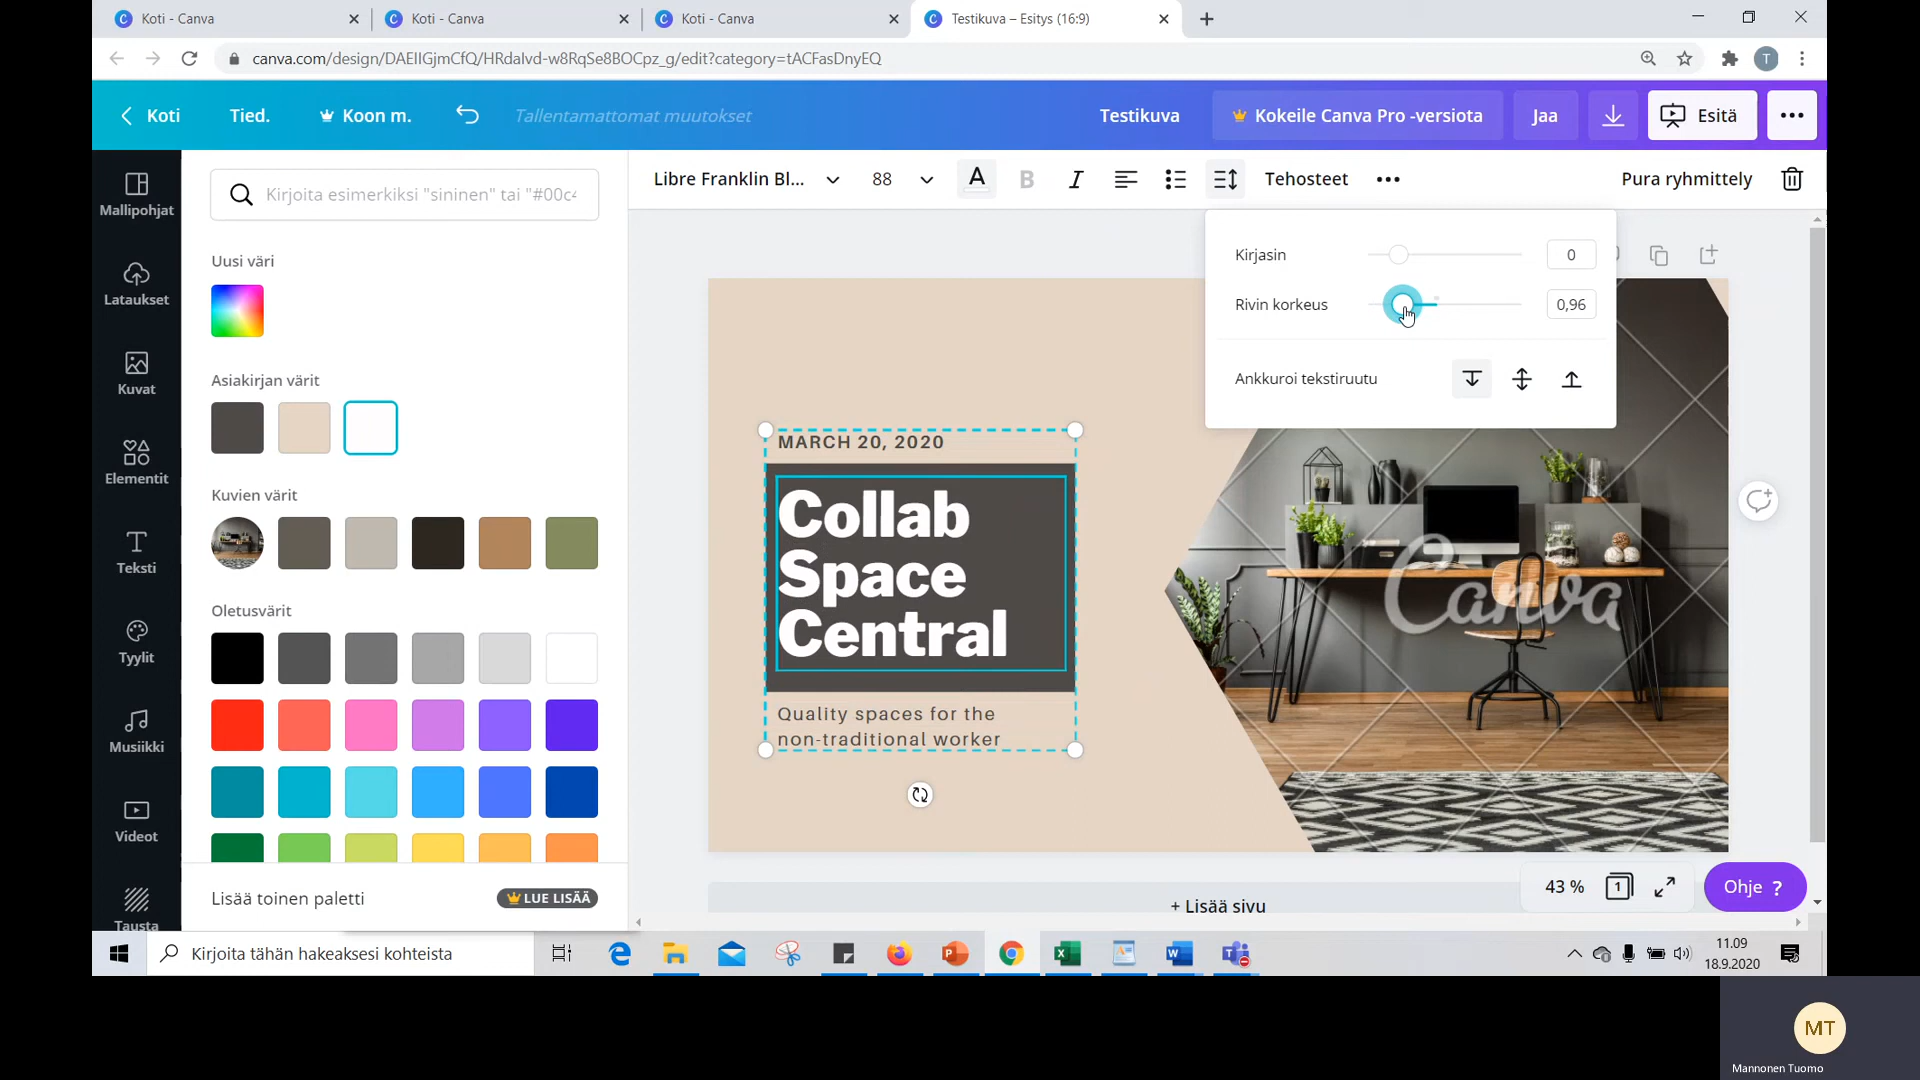 Koti - Canva
Koti - Canva
Koti - Canva
Testikuva – Esitys (16:9)
canva.com/design/DAEIIGjmCfQ/HRdalvd-w8RqSe8BOCpz_g/edit?category=tACFasDnyEQ
T
Koti
Tied.
Koon m.
Tallentamattomat muutokset
Testikuva
Kokeile Canva Pro -versiota
Jaa
Esitä
Mallipohjat
Lataukset
Kuvat
Elementit
Teksti
Tyylit
Musiikki
Videot
Tausta
Kirjoita esimerkiksi "sininen" tai "#00c4
Uusi väri
Asiakirjan värit
Kuvien värit
Oletusvärit
Lisää toinen paletti
LUE LISÄÄ
Libre Franklin Bl...
88
A
B
I
Tehosteet
Pura ryhmittely
Kirjasin
0
Rivin korkeus
0,96
Ankkuroi tekstiruutu
MARCH 20, 2020
Collab
Space
Central
Quality spaces for the
non-traditional worker
Canva
+ Lisää sivu
43 %
1
Ohje ?
Kirjoita tähän hakeaksesi kohteista
11.09
18.9.2020
MT
Mannonen Tuomo